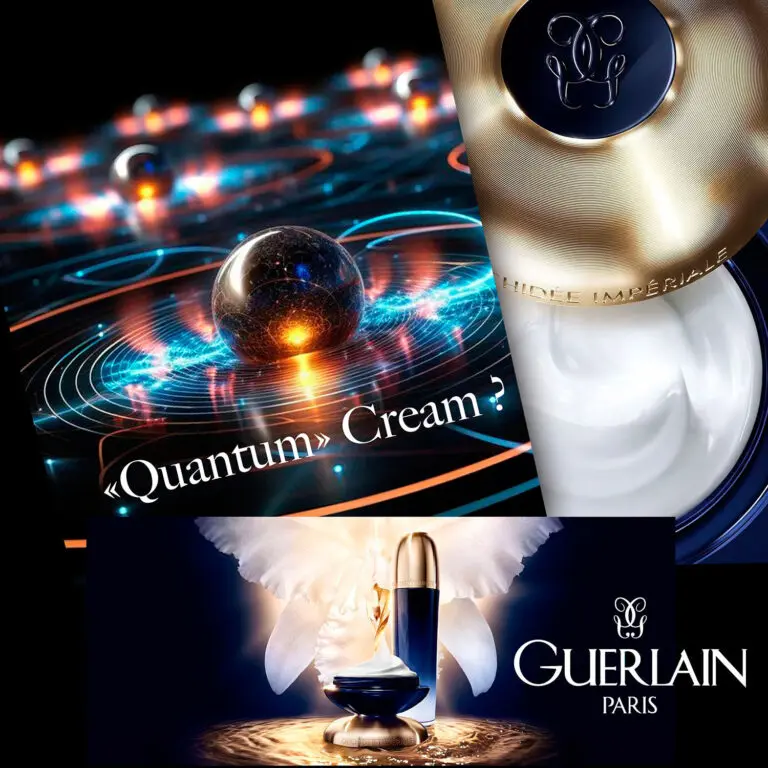 «Quantum» Cream ?
HIDÉE IMPÉRIALE
GUERLAIN
PARIS